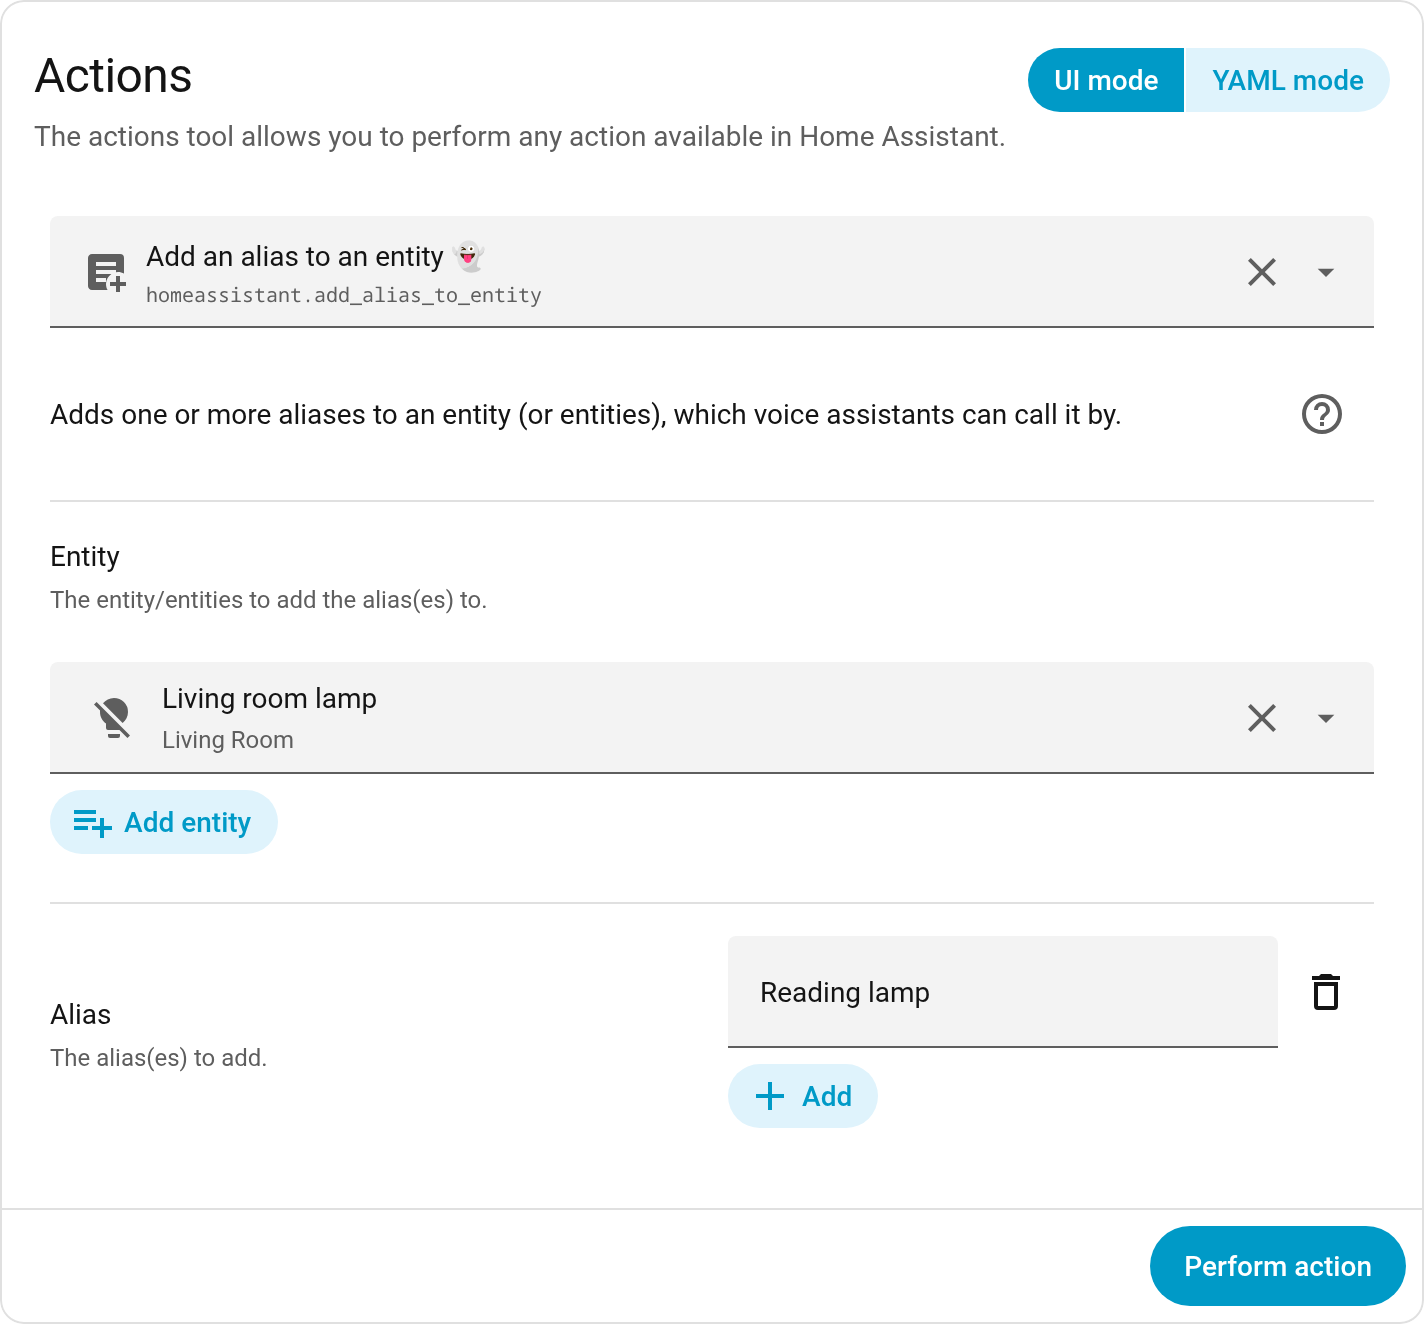 Actions
UI mode
YAML mode
The actions tool allows you to perform any action available in Home Assistant.
Add an alias to an entity 👻
homeassistant.add_alias_to_entity
Adds one or more aliases to an entity (or entities), which voice assistants can call it by.
Entity
The entity/entities to add the alias(es) to.
Living room lamp
Living Room
Add entity
Alias
The alias(es) to add.
Reading lamp
Add
Perform action